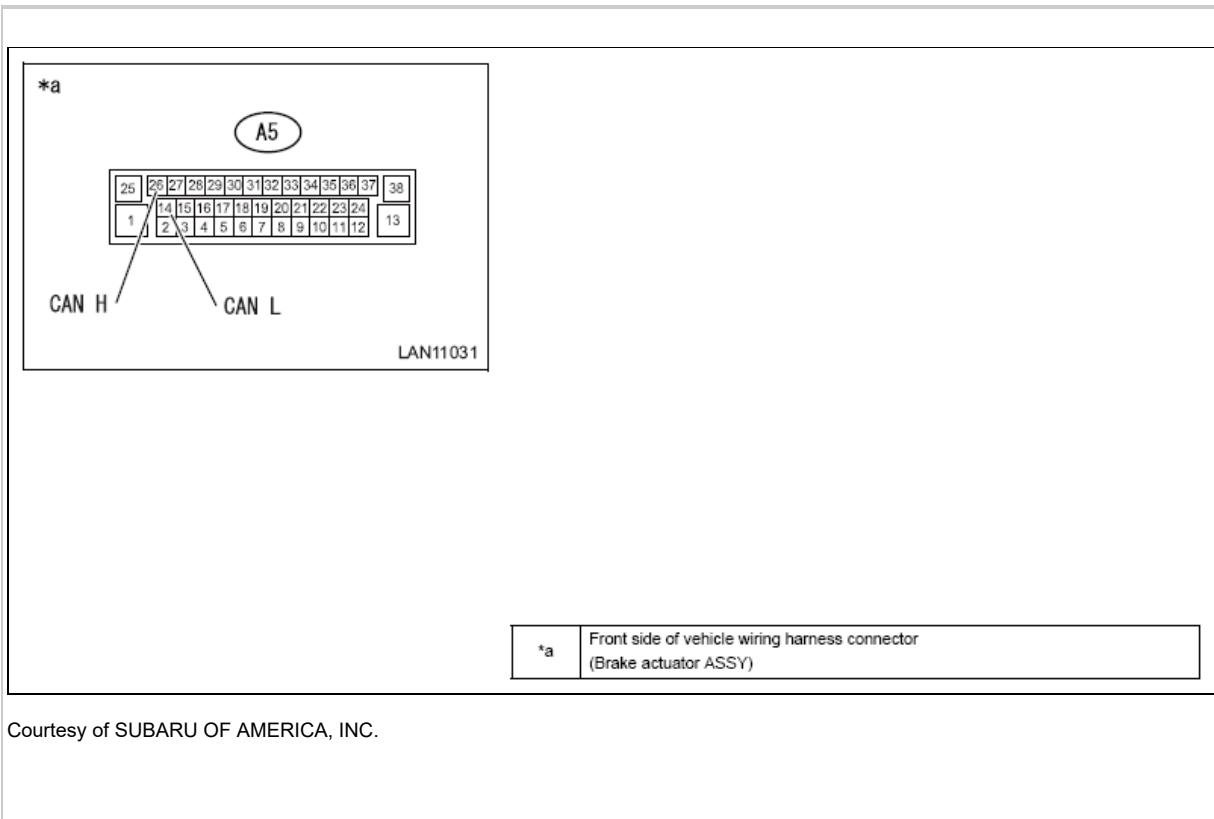 *a
A5
25 26 27 28 29 30 31 32 33 34 35 36 37 38
14 15 16 17 18 19 20 21 22 23 24
1 2 3 4 5 6 7 8 9 10 11 12 13
CAN H CAN L
LAN11031
*a Front side of vehicle wiring harness connector
(Brake actuator ASSY)
Courtesy of SUBARU OF AMERICA, INC.